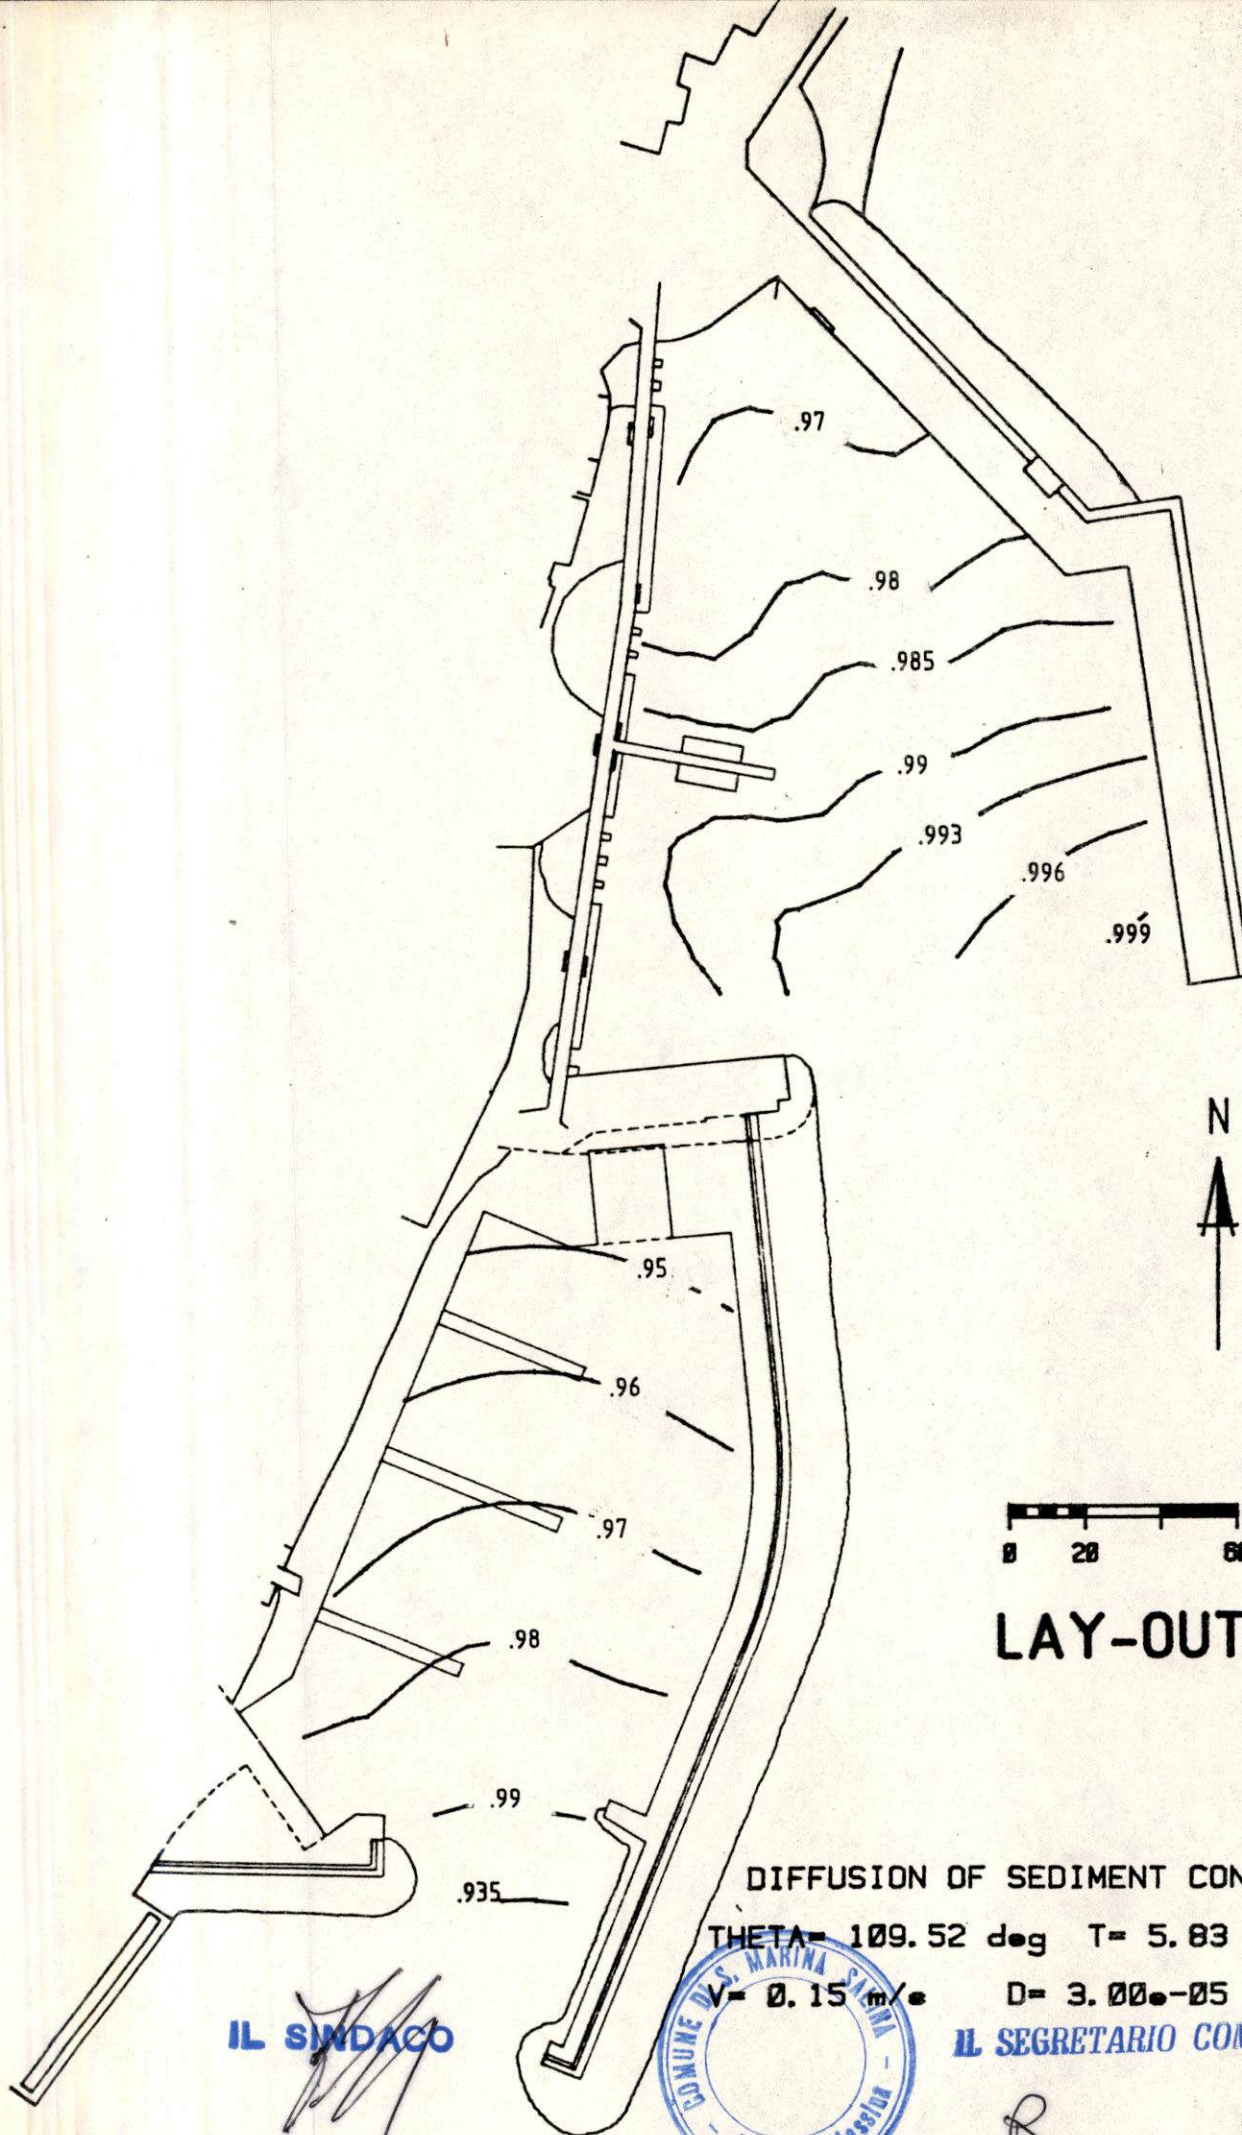 .97
.98
.985
.99
.993
.996
.999
N
.95
.96
.97
0 20
LAY-OUT
.98
.99
.935
DIFFUSION OF SEDIMENT CON
THETA= 109.52 deg T= 5.83
V= 0.15 m/s D= 3.00e-05
COMUNE DI S. MARINA SALINA
IL SINDACO
IL SEGRETARIO COM